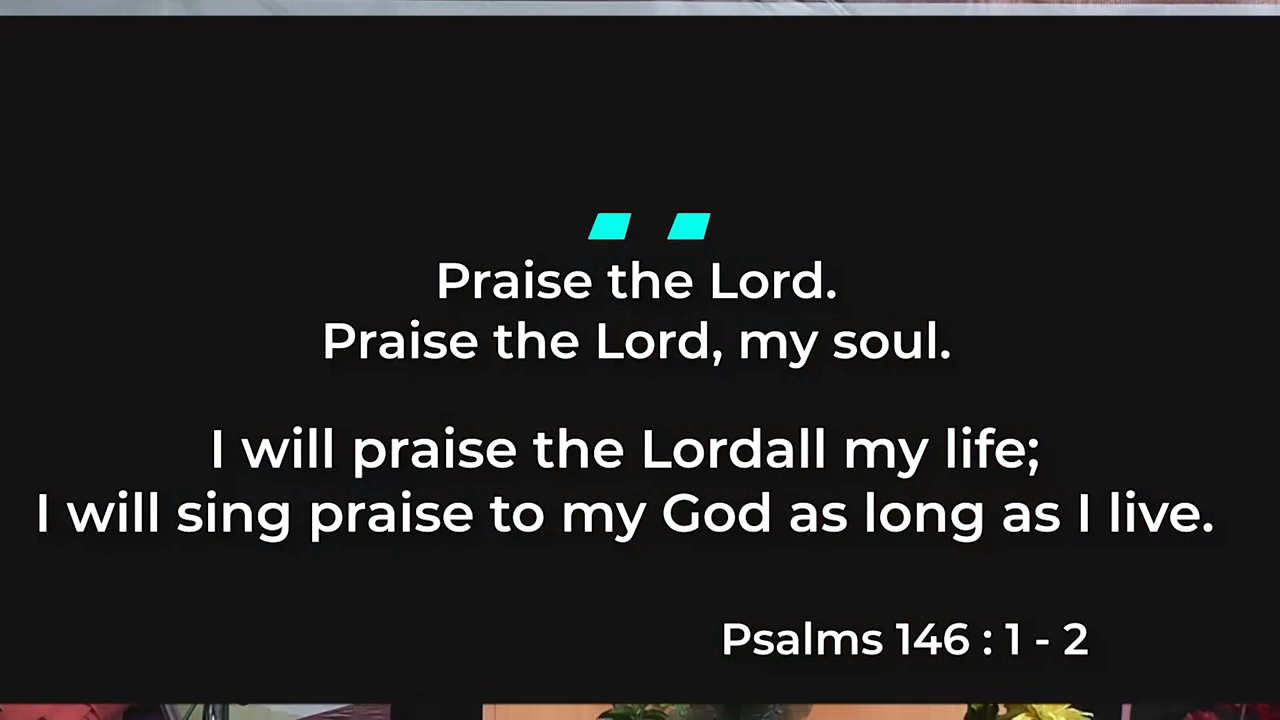 Praise the Lord.
Praise the Lord, my soul.
I will praise the Lordall my life;
I will sing praise to my God as long as I live.
Psalms 146 : 1 - 2